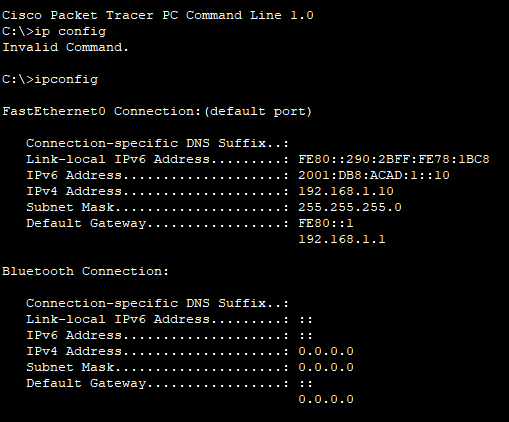 Cisco Packet Tracer PC Command Line 1.0
C:\>ip config
Invalid Command.
C:\>ipconfig
FastEthernet0 Connection:(default port)
Connection-specific DNS Suffix..:
Link-local IPv6 Address.........: FE80::290:2BFF:FE78:1BC8
IPv6 Address....................: 2001:DB8:ACAD:1::10
IPv4 Address....................: 192.168.1.10
Subnet Mask.....................: 255.255.255.0
Default Gateway.................: FE80::1
192.168.1.1
Bluetooth Connection:
Connection-specific DNS Suffix..:
Link-local IPv6 Address.........: ::
IPv6 Address....................: ::
IPv4 Address....................: 0.0.0.0
Subnet Mask.....................: 0.0.0.0
Default Gateway.................: ::
0.0.0.0